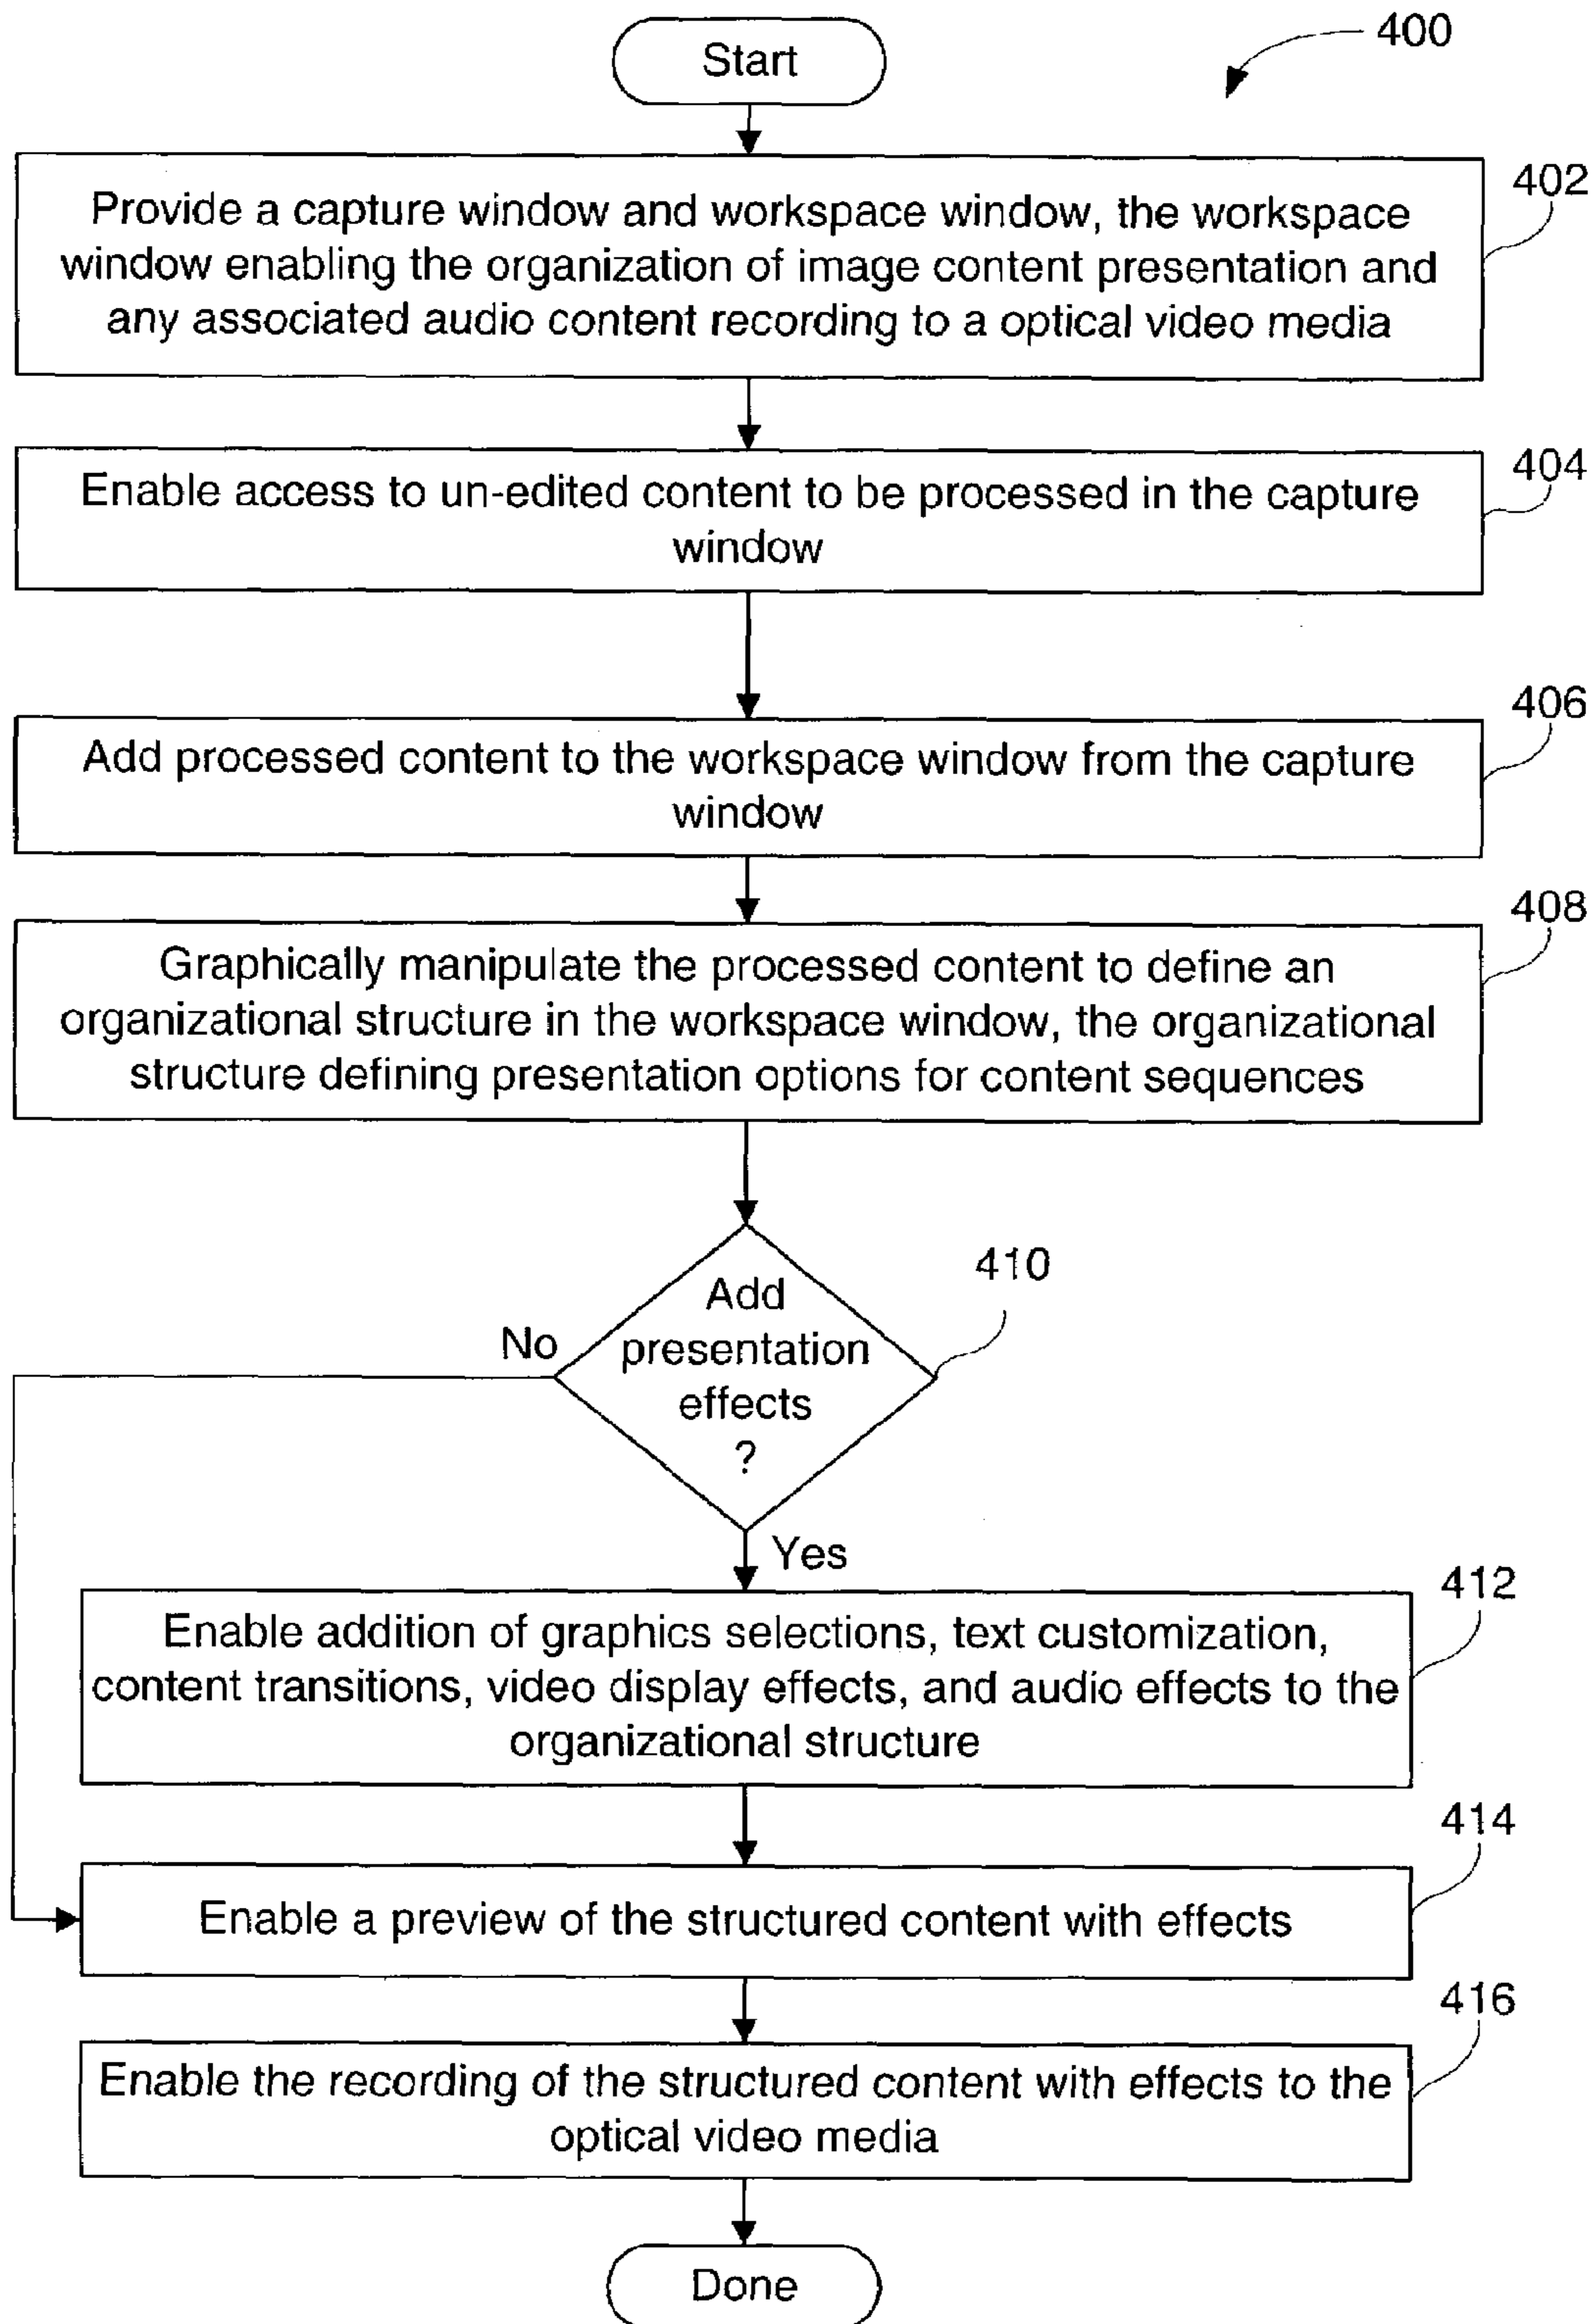 Start
400
402
Provide a capture window and workspace window, the workspace
window enabling the organization of image content presentation and
any associated audio content recording to a optical video media
404
Enable access to un-edited content to be processed in the capture
window
406
Add processed content to the workspace window from the capture
window
408
Graphically manipulate the processed content to define an
organizational structure in the workspace window, the organizational
structure defining presentation options for content sequences
410
Add
presentation
effects
?
No
Yes
412
Enable addition of graphics selections, text customization,
content transitions, video display effects, and audio effects to the
organizational structure
414
Enable a preview of the structured content with effects
416
Enable the recording of the structured content with effects to the
optical video media
Done